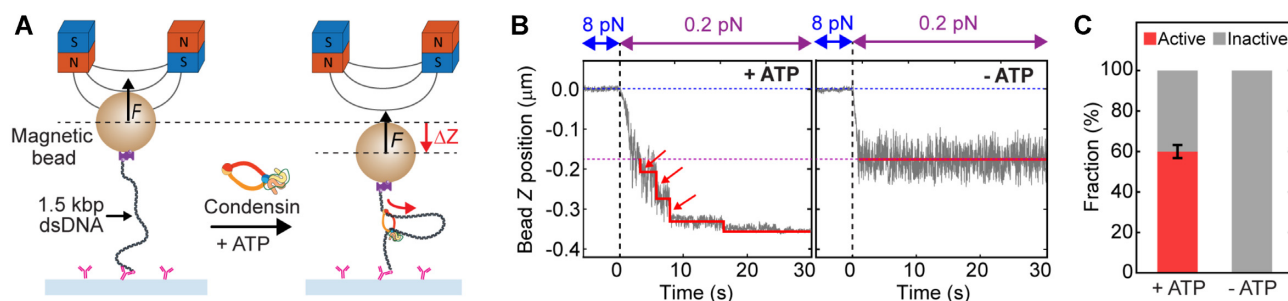 A
S
N
N
S
S
N
N
S
F
F
ΔZ
Magnetic
bead
1.5 kbp
dsDNA
Condensin
+ ATP
B
8 pN
0.2 pN
8 pN
0.2 pN
+ ATP
- ATP
Bead Z position (µm)
0.0
-0.1
-0.2
-0.3
-0.4
0
10
20
30
0
10
20
30
Time (s)
Time (s)
C
Active
Inactive
Fraction (%)
100
80
60
40
20
0
+ ATP
- ATP